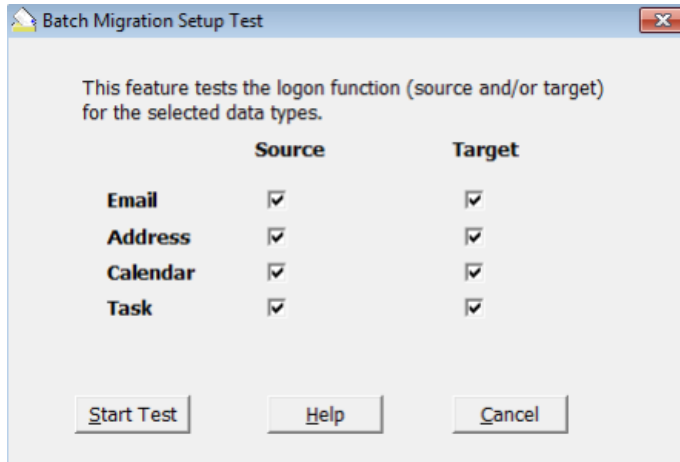 Batch Migration Setup Test
This feature tests the logon function (source and/or target)
for the selected data types.
Source Target
Email
Address
Calendar
Task
Start Test Help Cancel